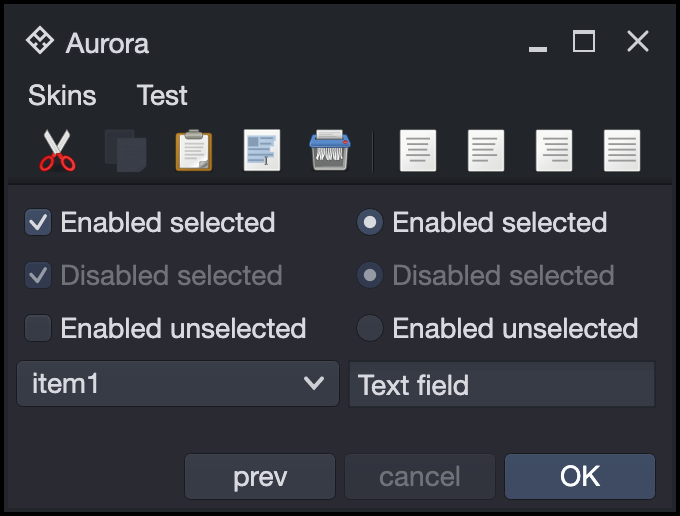 Aurora
Skins Test
Enabled selected Enabled selected
Disabled selected Disabled selected
Enabled unselected Enabled unselected
item1 Text field
prev cancel OK